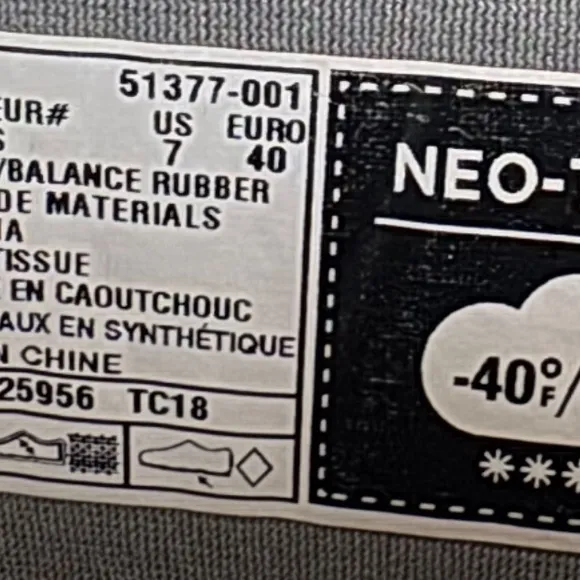 51377-001
EUR# US EURO
S 7 40
/BALANCE RUBBER
DE MATERIALS
IA
TISSUE
EN CAOUTCHOUC
AUX EN SYNTHÉTIQUE
N CHINE
25956 TC18
NEO-T
-40°F/